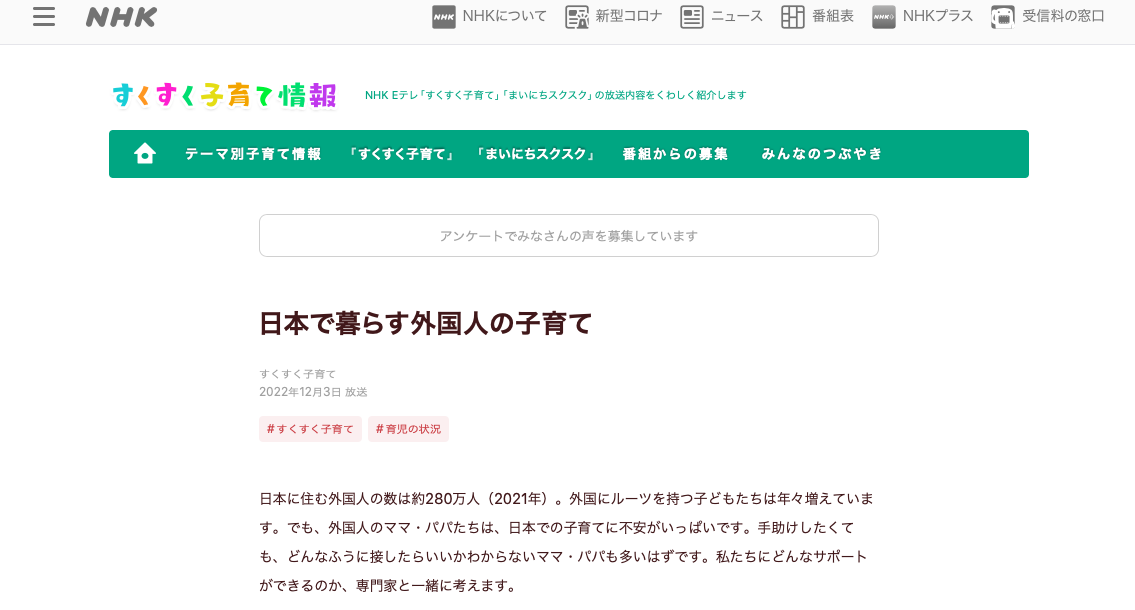 NHK
NHK NHKについて 新型コロナ ニュース 番組表 NHK NHKプラス 受信料の窓口
すくすく子育て情報
NHK Eテレ「すくすく子育て」「まいにちスクスク」の放送内容をくわしく紹介します
テーマ別子育て情報 「すくすく子育て」 「まいにちスクスク」 番組からの募集 みんなのつぶやき
アンケートでみなさんの声を募集しています
日本で暮らす外国人の子育て
すくすく子育て
2022年12月3日 放送
#すくすく子育て #育児の状況
日本に住む外国人の数は約280万人（2021年）。外国にルーツを持つ子どもたちは年々増えていま
す。でも、外国人のママ・パパたちは、日本での子育てに不安がいっぱいです。手助けしたくて
も、どんなふうに接したらいいかわからないママ・パパも多いはずです。私たちにどんなサポート
ができるのか、専門家と一緒に考えます。